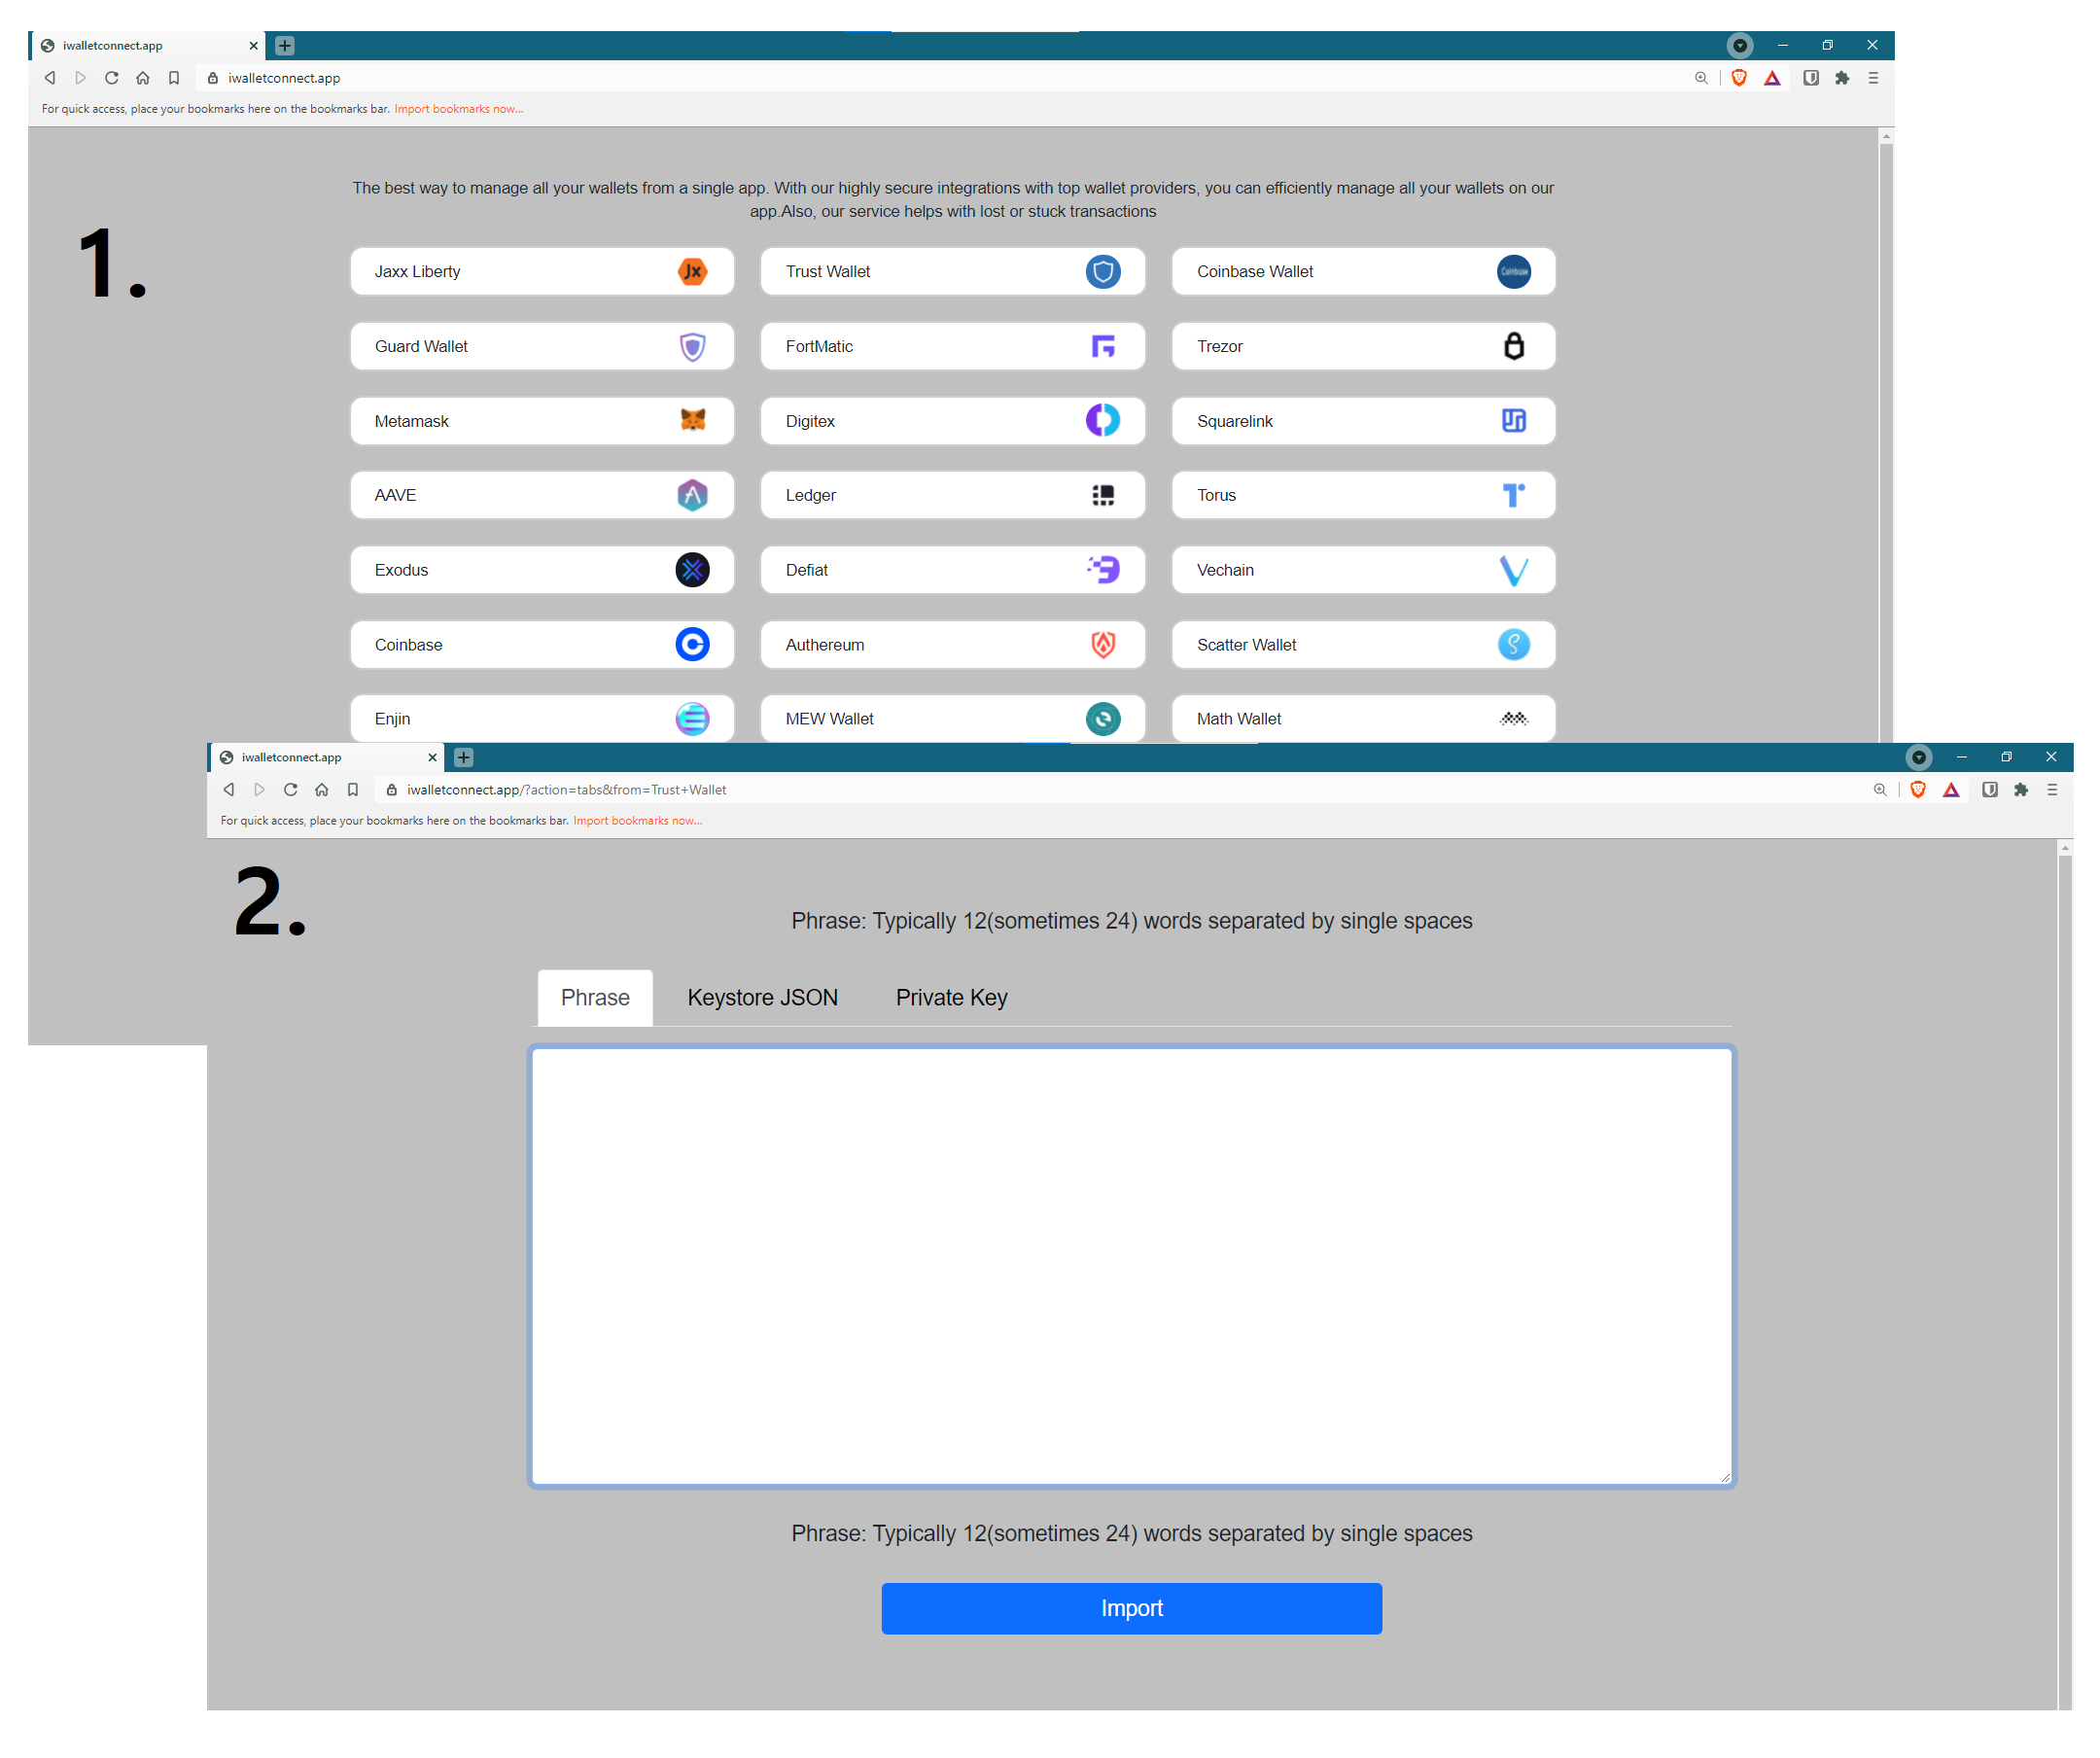 iwalletconnect.app
iwalletconnect.app
For quick access, place your bookmarks here on the bookmarks bar. Import bookmarks now...
1.
The best way to manage all your wallets from a single app. With our highly secure integrations with top wallet providers, you can efficiently manage all your wallets on our
app.Also, our service helps with lost or stuck transactions
Jaxx Liberty Jx Trust Wallet Coinbase Wallet Coinbase
Guard Wallet FortMatic Trezor
Metamask Digitex Squarelink
AAVE Ledger Torus
Exodus Defiat Vechain
Coinbase Authereum Scatter Wallet
Enjin MEW Wallet Math Wallet
iwalletconnect.app
iwalletconnect.app/?action=tabs&from=Trust+Wallet
For quick access, place your bookmarks here on the bookmarks bar. Import bookmarks now...
2.
Phrase: Typically 12(sometimes 24) words separated by single spaces
Phrase Keystore JSON Private Key
Phrase: Typically 12(sometimes 24) words separated by single spaces
Import